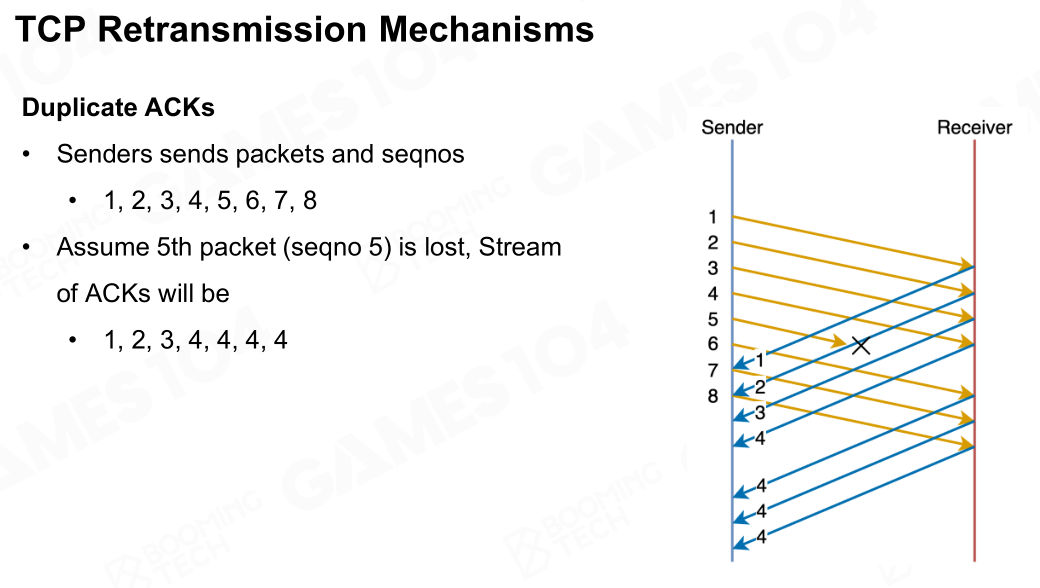 TCP Retransmission Mechanisms
Duplicate ACKs
• Senders sends packets and seqnos
• 1, 2, 3, 4, 5, 6, 7, 8
• Assume 5th packet (seqno 5) is lost, Stream
of ACKs will be
• 1, 2, 3, 4, 4, 4, 4
Sender
Receiver
1
2
3
4
5
6
7
8
1
2
3
4
4
4
4
GAMES104
BOOMING
TECH